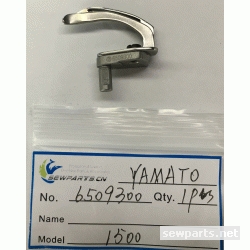 SEWPARTS.CN YAMATO
No. 6509300 Qty. 1PCS
Name
Model 1500
sewparts.net